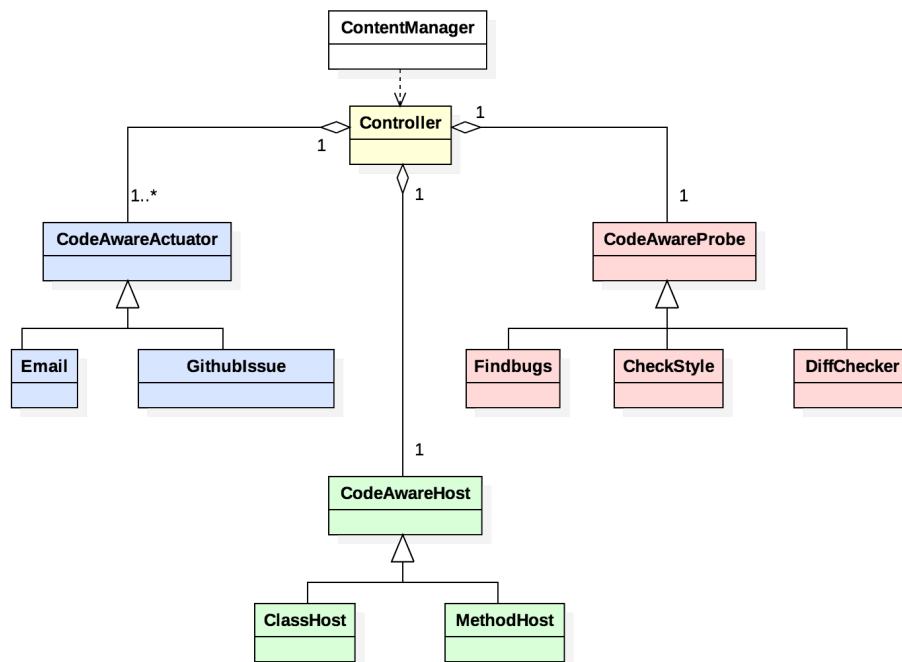 ContentManager
Controller
1
1
1
1..*
1
CodeAwareActuator
CodeAwareProbe
Email
GithubIssue
Findbugs
CheckStyle
DiffChecker
1
CodeAwareHost
ClassHost
MethodHost